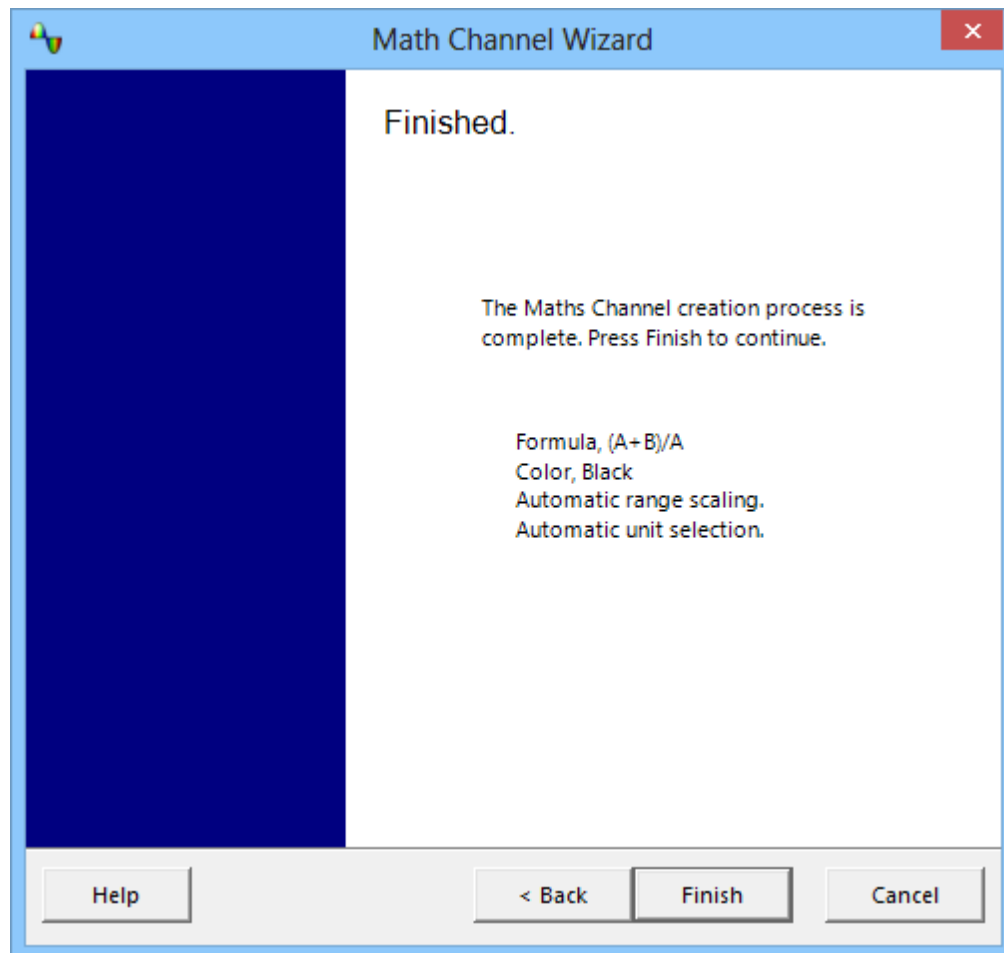 Math Channel Wizard
Finished.
The Maths Channel creation process is
complete. Press Finish to continue.
Formula, (A+B)/A
Color, Black
Automatic range scaling.
Automatic unit selection.
Help
< Back
Finish
Cancel